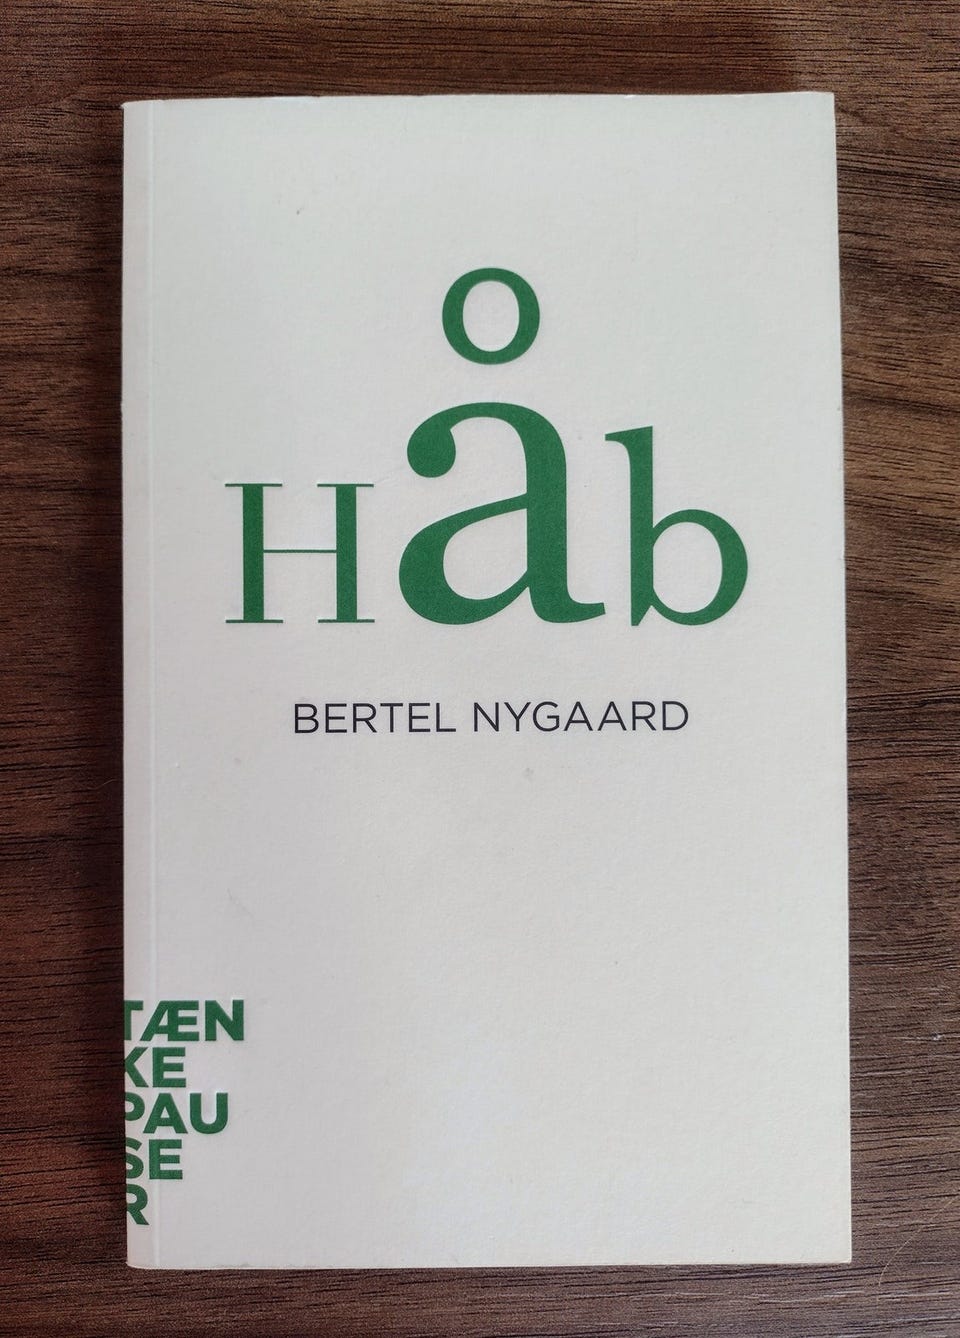 Håb
BERTEL NYGAARD
TÆN
KE
PAU
SE
R